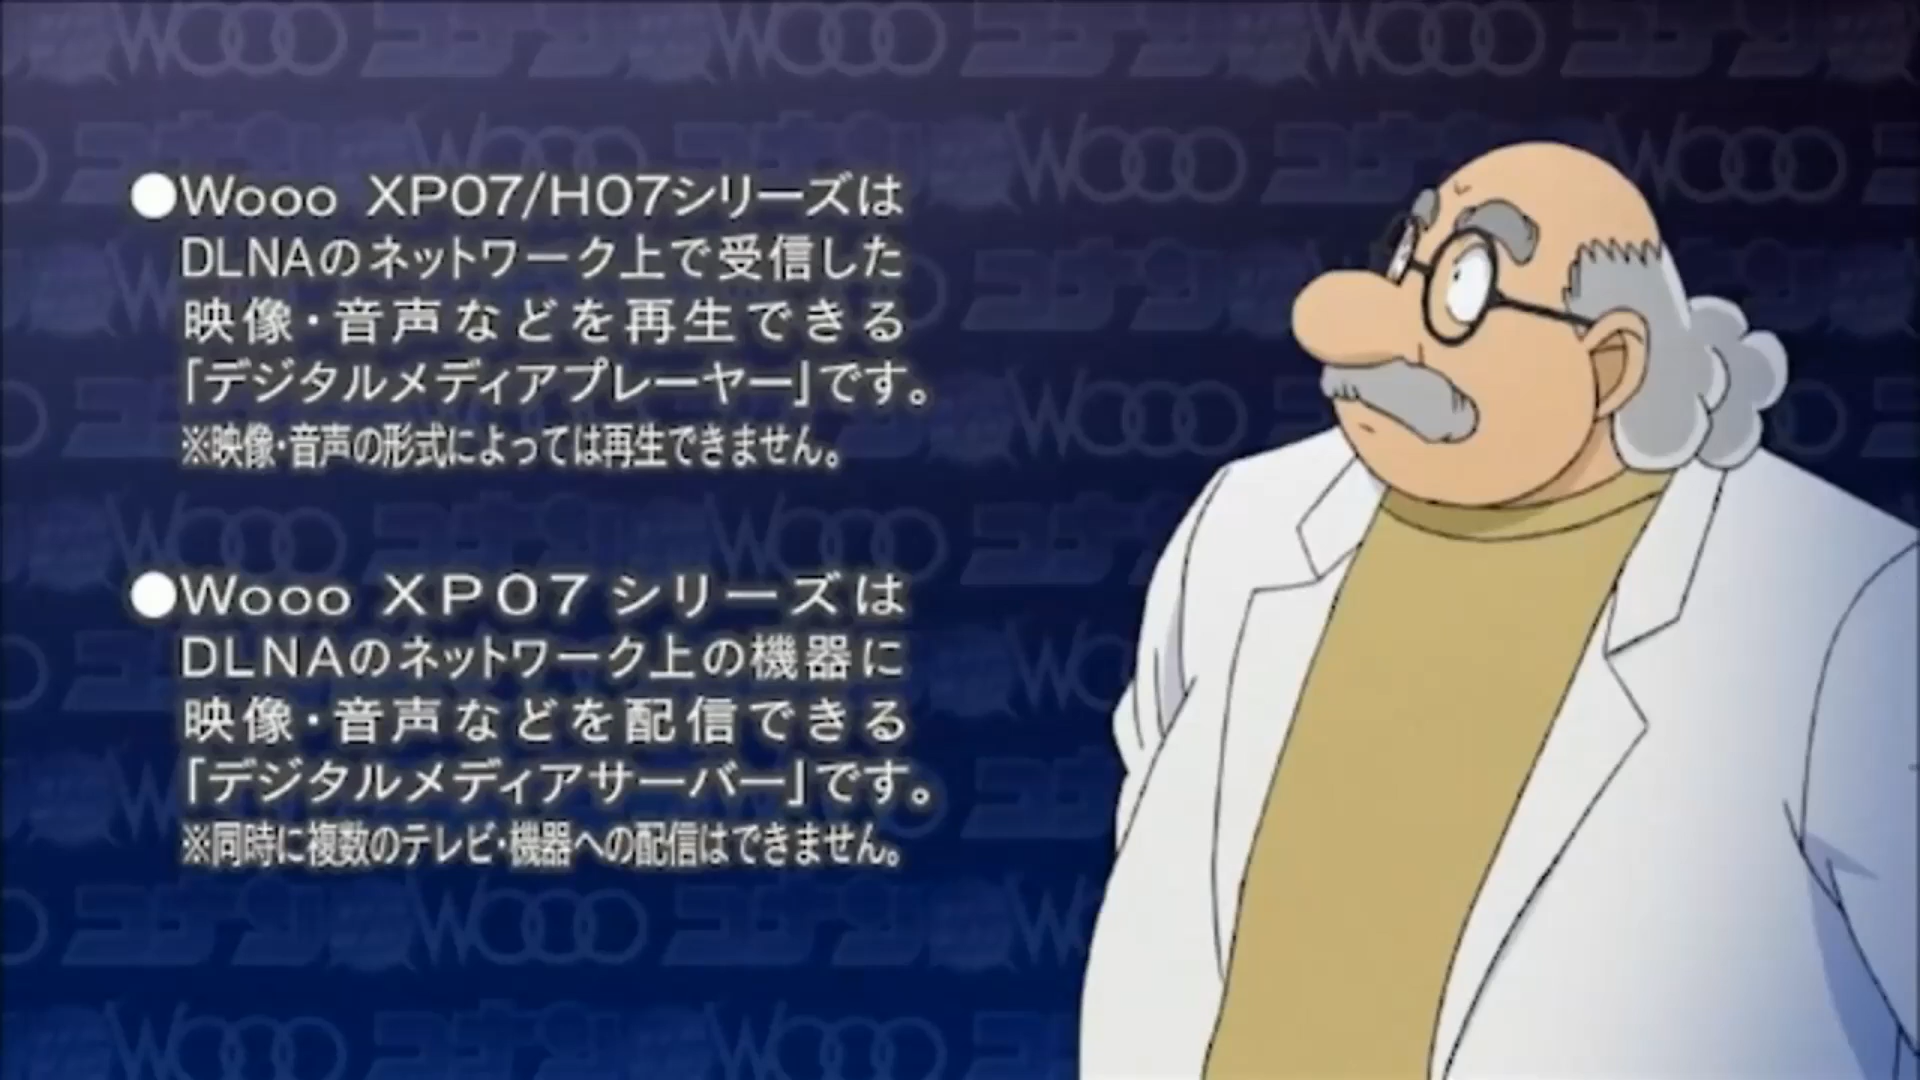 ●Wooo XP07/H07シリーズは
DLNAのネットワーク上で受信した
映像・音声などを再生できる
「デジタルメディアプレーヤー」です。
※映像・音声の形式によっては再生できません。
●Wooo XP07シリーズは
DLNAのネットワーク上の機器に
映像・音声などを配信できる
「デジタルメディアサーバー」です。
※同時に複数のテレビ・機器への配信はできません。